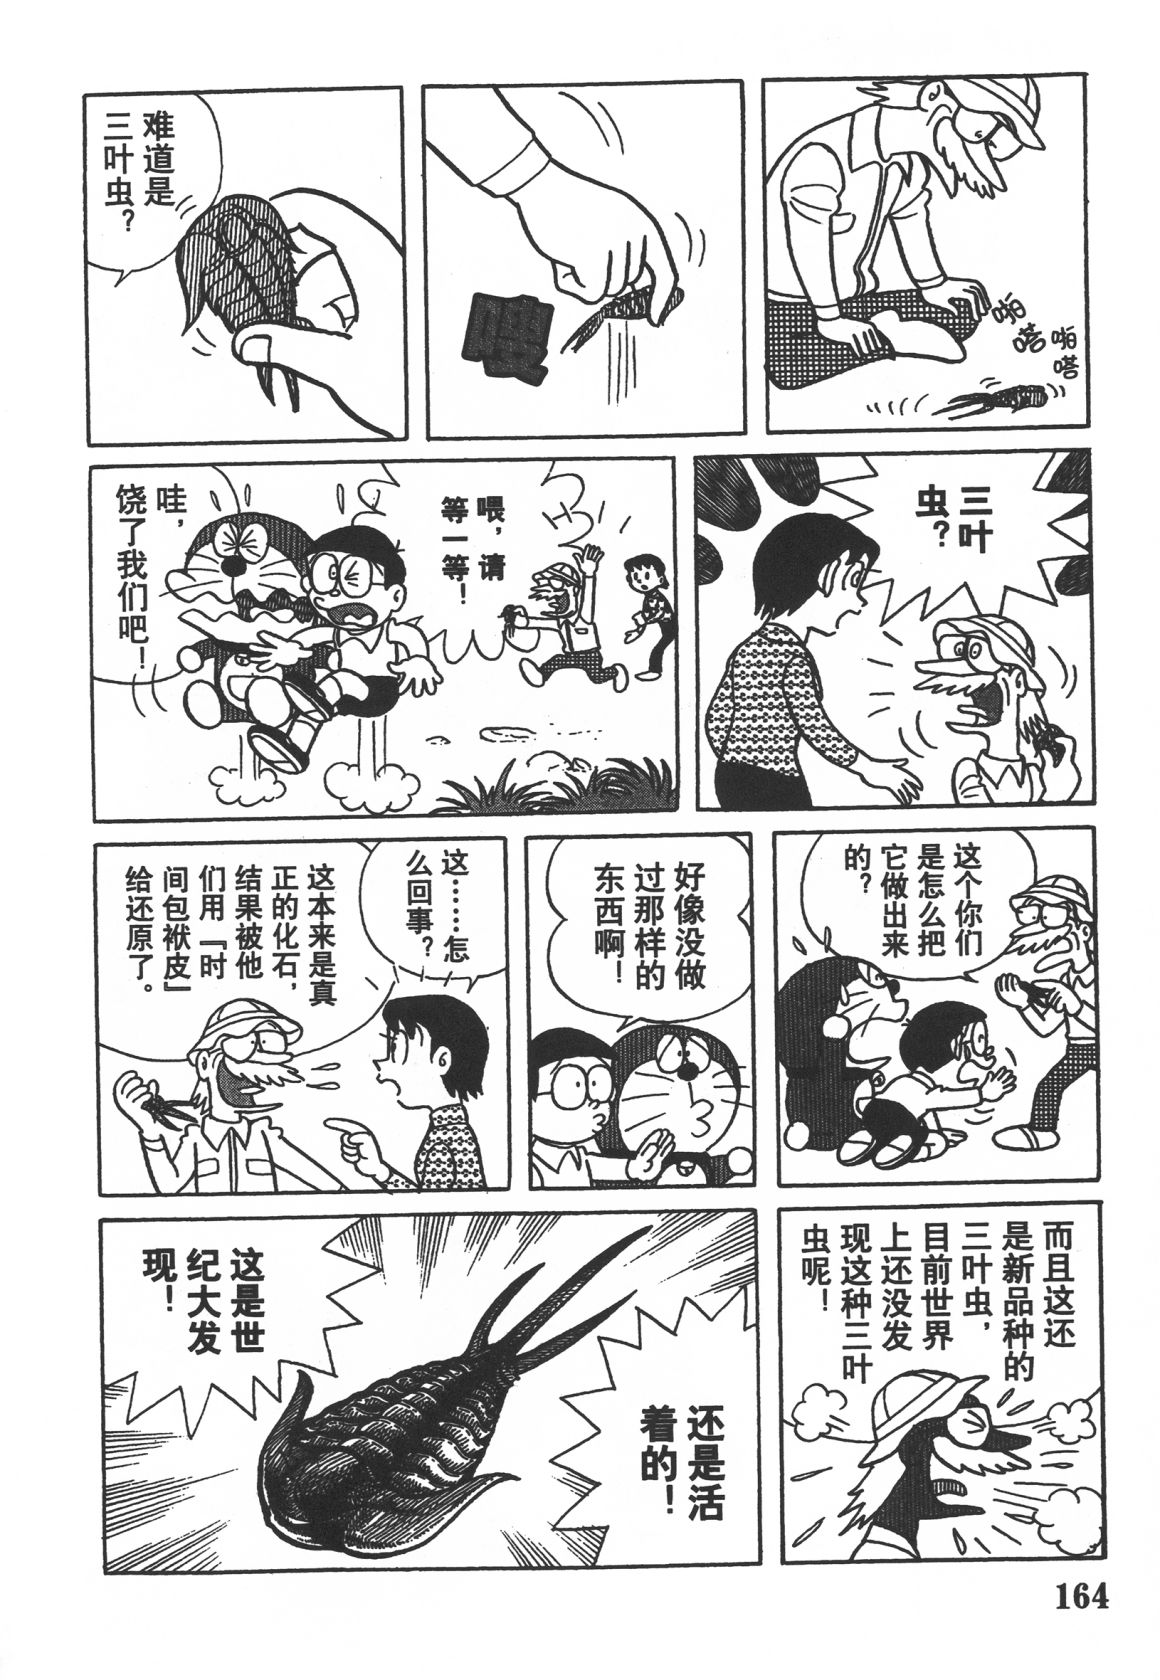 啪嗒
啪嗒
难道是
三叶虫?
三叶
虫?
喂，请
等一等！
哇，
饶了我们吧！
这个你们
是怎么把
它做出来
的?
好像没做
过那样的
东西啊！
这……怎
么回事?
这本来是真
正的化石，
结果被他
们用『时
间包袱皮』
给还原了。
而且这还
是新品种的
三叶虫，
目前世界
上还没发
现这种三叶
虫呢！
还是活
着的！
这是世
纪大发
现！
164